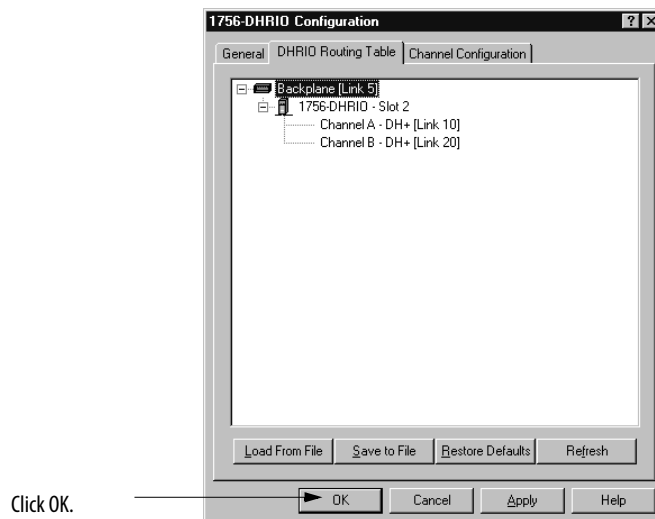 1756-DHRIO Configuration
General DHRIO Routing Table Channel Configuration
Backplane [Link 5]
1756-DHRIO - Slot 2
Channel A - DH+ [Link 10]
Channel B - DH+ [Link 20]
Load From File Save to File Restore Defaults Refresh
Click OK.
OK Cancel Apply Help